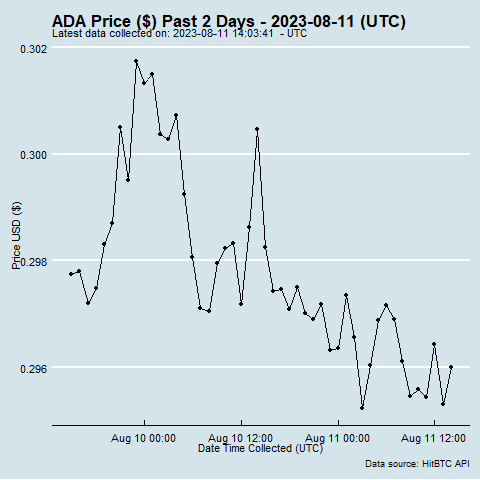 ADA Price ($) Past 2 Days - 2023-08-11 (UTC)
Latest data collected on: 2023-08-11 14:03:41 - UTC
0.302
0.300
0.298
0.296
Price USD ($)
Aug 10 00:00 Aug 10 12:00 Aug 11 00:00 Aug 11 12:00
Date Time Collected (UTC)
Data source: HitBTC API